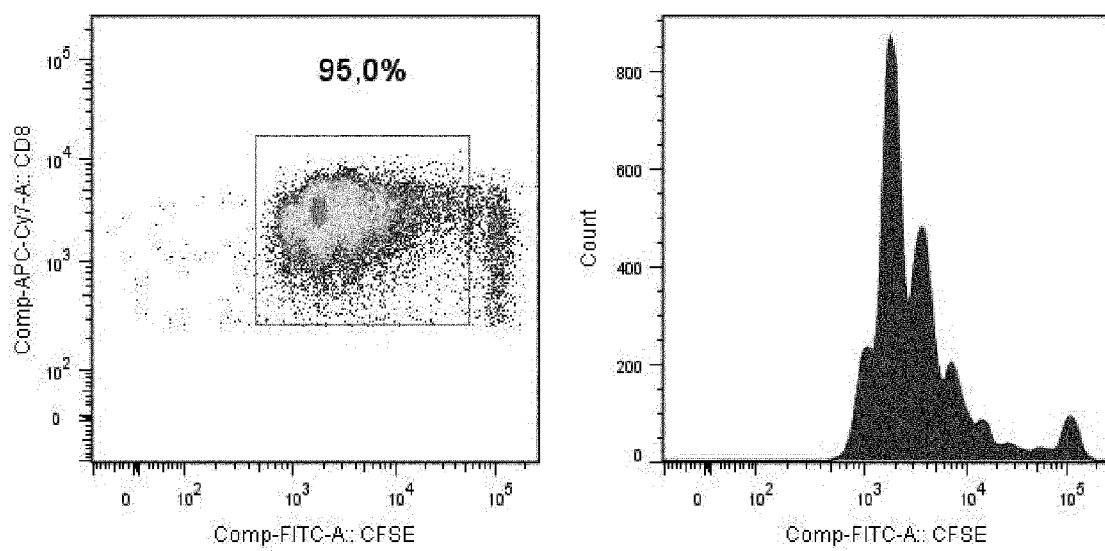 95,0%
10^5
10^4
10^3
10^2
0
Comp-APC-Cy7-A:: CD8
0 10^2 10^3 10^4 10^5
Comp-FITC-A:: CFSE
800
600
400
200
0
Count
0 10^2 10^3 10^4 10^5
Comp-FITC-A:: CFSE